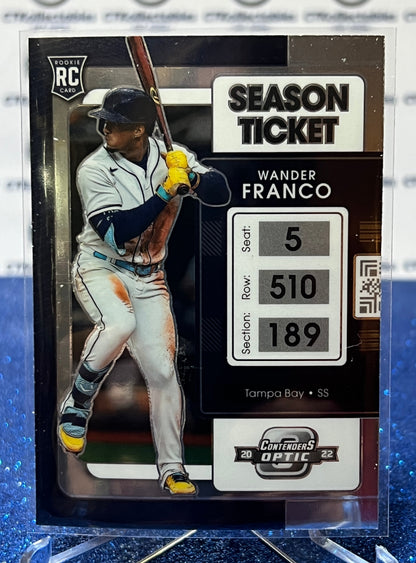 ROOKIE
RC
CARD
SEASON
TICKET
WANDER
FRANCO
Seat: 5
Row: 510
Section: 189
Tampa Bay • SS
20 CONTENDERS 22
OPTIC